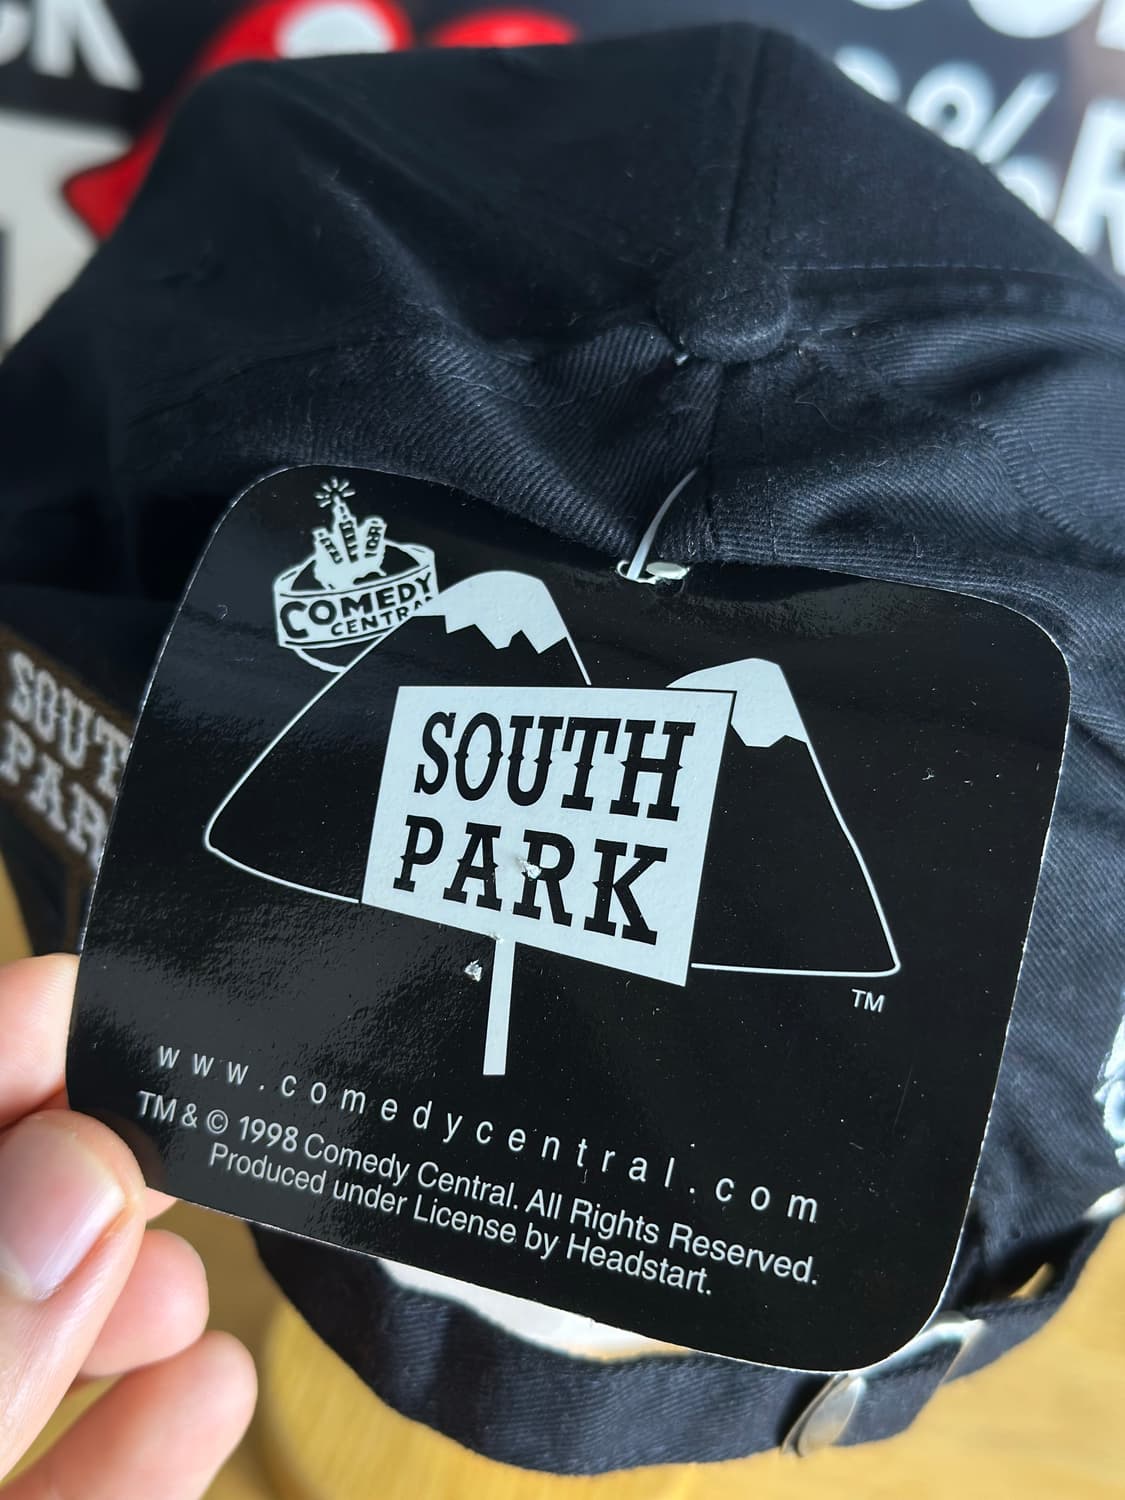 COMEDY
CENTRAL
SOUTH
PARK
TM
www.comedycentral.com
TM & © 1998 Comedy Central. All Rights Reserved.
Produced under License by Headstart.
SOUTH
PARK